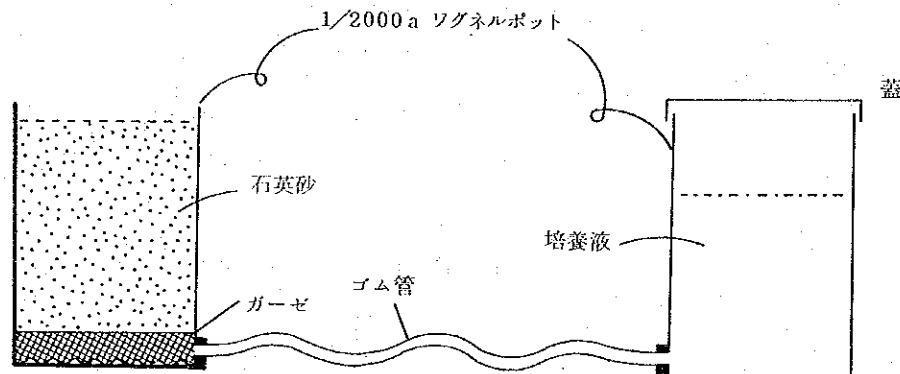 1/2000a ワグネルポット
蓋
石英砂
培養液
ゴム管
ガーゼ